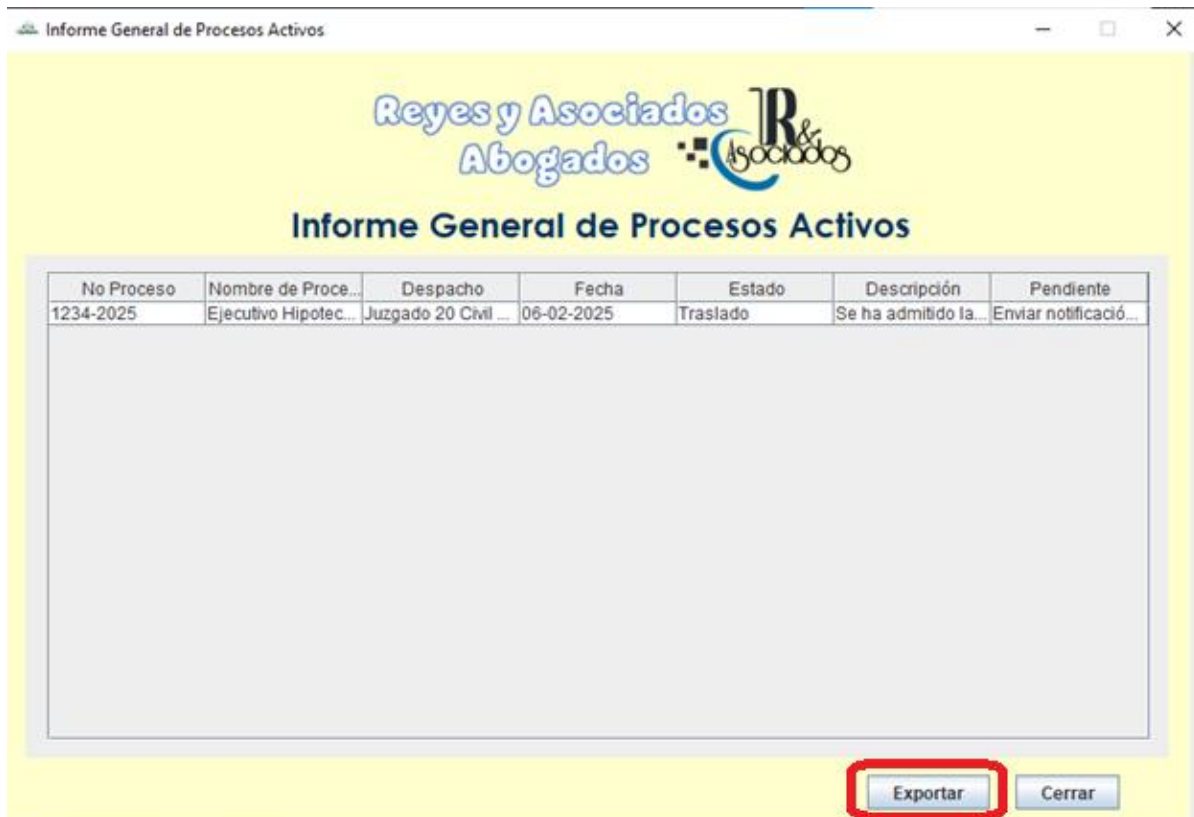 Informe General de Procesos Activos
Reyes y Asociados
Abogados
R&
Asociados
Informe General de Procesos Activos
No Proceso Nombre de Proce... Despacho Fecha Estado Descripción Pendiente
1234-2025 Ejecutivo Hipotec... Juzgado 20 Civil ... 06-02-2025 Traslado Se ha admitido la... Enviar notificació...
Exportar Cerrar